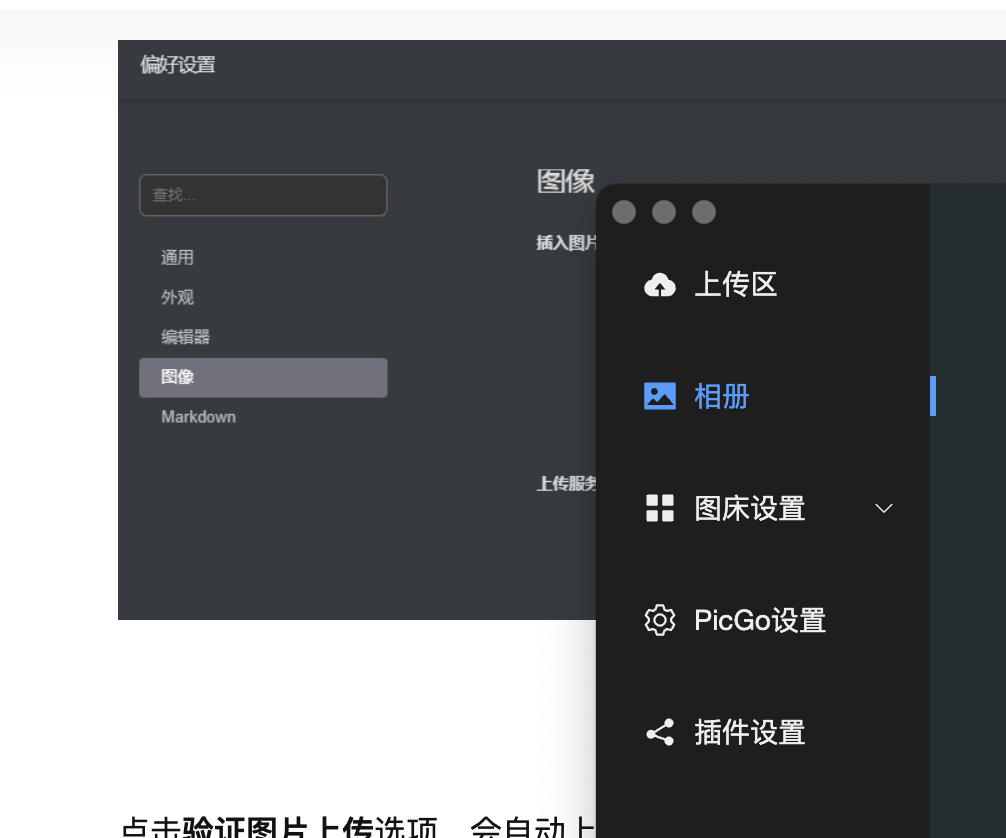 偏好设置
查找...
通用
外观
编辑器
图像
Markdown
图像
插入图片
上传服务
上传区
相册
图床设置
PicGo设置
插件设置
点击验证图片上传选项，会自动上